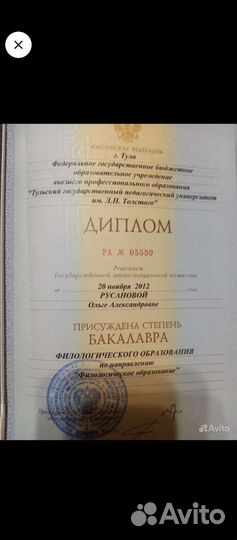 РОССИЙСКАЯ ФЕДЕРАЦИЯ
г. Тула
Федеральное государственное бюджетное
образовательное учреждение
высшего профессионального образования
"Тульский государственный педагогический университет
им. Л.Н. Толстого"
ДИПЛОМ
РА № 05550
Решением
Государственной аттестационной комиссии
от 20 ноября 2012 года
РУСАНОВОЙ
Ольге Александровне
ПРИСУЖДЕНА СТЕПЕНЬ
БАКАЛАВРА
ФИЛОЛОГИЧЕСКОГО ОБРАЗОВАНИЯ
по направлению
"Филологическое образование"
Avito
Avito